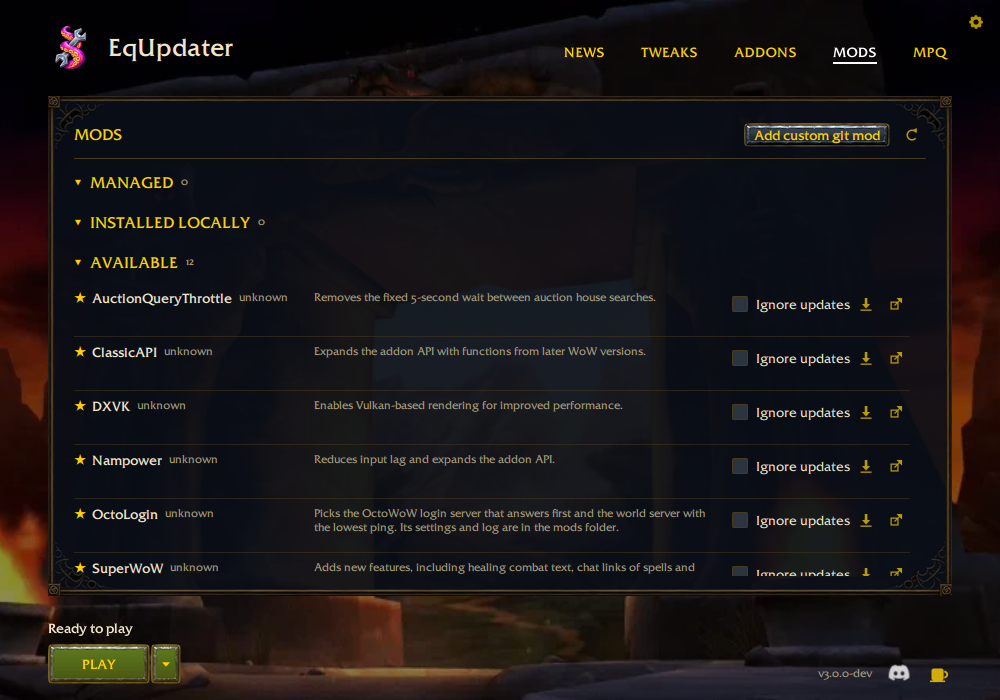 EqUpdater
NEWS TWEAKS ADDONS MODS MPQ
MODS
Add custom git mod
MANAGED 0
INSTALLED LOCALLY 0
AVAILABLE 12
AuctionQueryThrottle unknown Removes the fixed 5-second wait between auction house searches. Ignore updates
ClassicAPI unknown Expands the addon API with functions from later WoW versions. Ignore updates
DXVK unknown Enables Vulkan-based rendering for improved performance. Ignore updates
Nampower unknown Reduces input lag and expands the addon API. Ignore updates
OctoLogin unknown Picks the OctoWoW login server that answers first and the world server with
the lowest ping. Its settings and log are in the mods folder. Ignore updates
SuperWoW unknown Adds new features, including healing combat text, chat links of spells and Ignore updates
Ready to play
PLAY
v3.0.0-dev